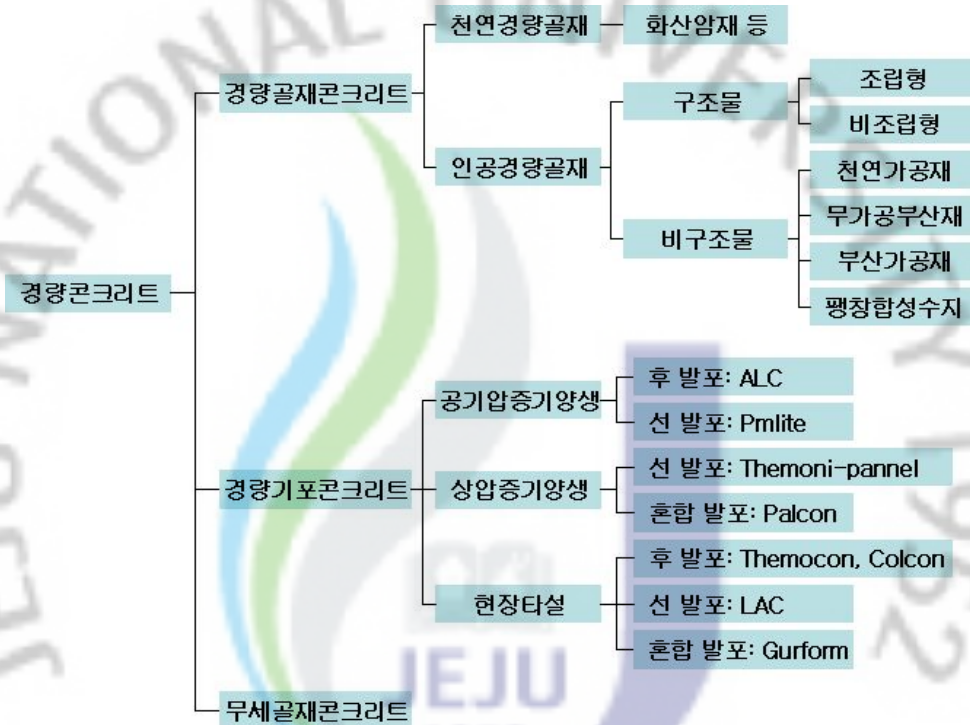 천연경량골재
화산암재 등
경량골재콘크리트
구조물
조립형
비조립형
인공경량골재
천연가공재
무가공부산재
비구조물
부산가공재
팽창합성수지
경량콘크리트
공기압증기양생
후 발포: ALC
선 발포: Pmlite
경량기포콘크리트
상압증기양생
선 발포: Themoni-pannel
혼합 발포: Palcon
현장타설
후 발포: Themocon, Colcon
선 발포: LAC
혼합 발포: Gurform
무세골재콘크리트
JEJU NATIONAL UNIVERSITY 1952
JEJU